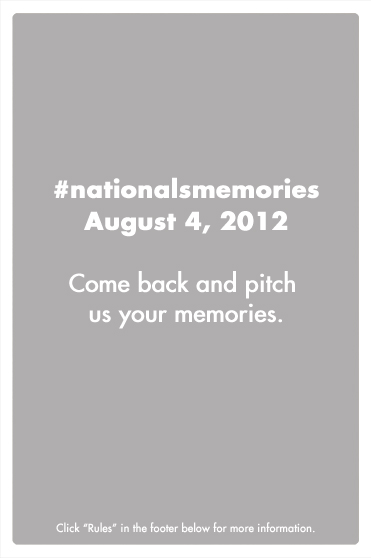 #nationalsmemories
August 4, 2012
Come back and pitch
us your memories.
Click “Rules” in the footer below for more information.